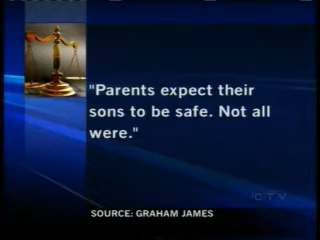 "Parents expect their
sons to be safe. Not all
were."
CTV
SOURCE: GRAHAM JAMES